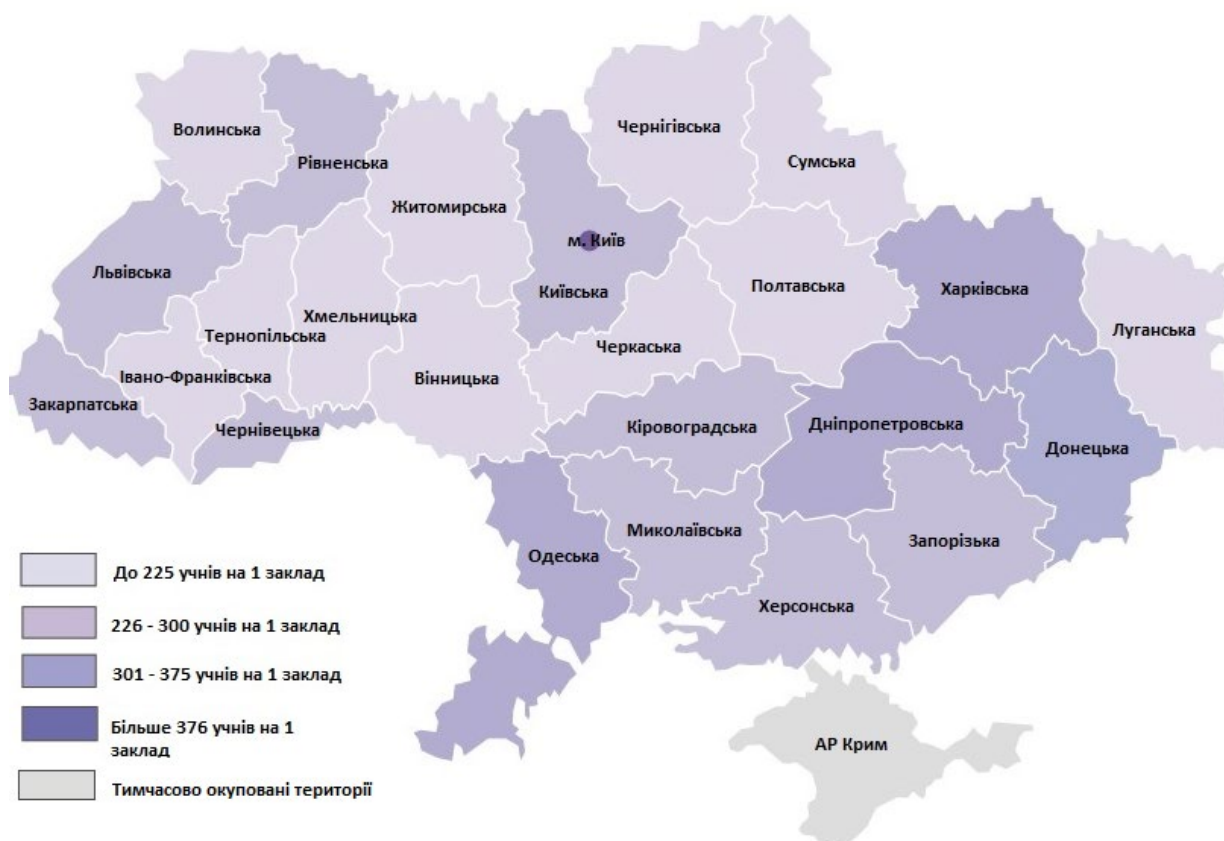 Волинська
Рівненська
Житомирська
Чернігівська
Сумська
Львівська
Тернопільська
Хмельницька
м. Київ
Київська
Полтавська
Харківська
Луганська
Закарпатська
Івано-Франківська
Чернівецька
Вінницька
Черкаська
Кіровоградська
Дніпропетровська
Донецька
Одеська
Миколаївська
Запорізька
Херсонська
АР Крим
До 225 учнів на 1 заклад
226 - 300 учнів на 1 заклад
301 - 375 учнів на 1 заклад
Більше 376 учнів на 1
заклад
Тимчасово окуповані території